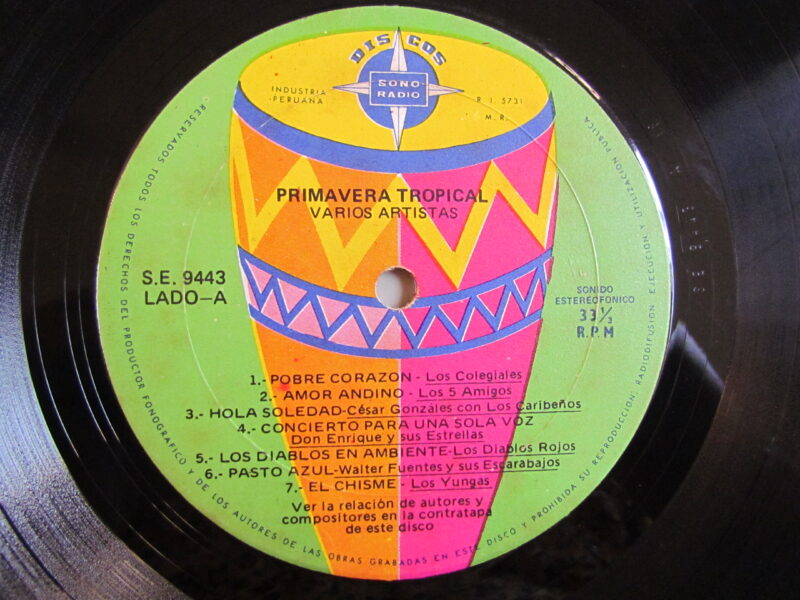 DISCOS
SONO-
RADIO
INDUSTRIA
-PERUANA
R. I. 5731
M. R.
PRIMAVERA TROPICAL
VARIOS ARTISTAS
S.E. 9443
LADO-A
SONIDO
ESTEREOFONICO
33⅓
R.P.M
1.- POBRE CORAZON - Los Colegiales
2.- AMOR ANDINO - Los 5 Amigos
3.- HOLA SOLEDAD-César Gonzáles con Los Caribeños
4.- CONCIERTO PARA UNA SOLA VOZ
Don Enrique y sus Estrellas
5.- LOS DIABLOS EN AMBIENTE-Los Diablos Rojos
6.- PASTO AZUL-Walter Fuentes y sus Escarabajos
7.- EL CHISME - Los Yungas
Ver la relación de autores y
compositores en la contratapa
de este disco
RESERVADOS TODOS LOS DERECHOS DEL PRODUCTOR FONOGRAFICO Y DE LOS AUTORES DE LAS OBRAS GRABADAS EN ESTE DISCO Y PROHIBIDA SU REPRODUCCION: RADIODIFUSION EJECUCION Y UTILIZACION PUBLICA